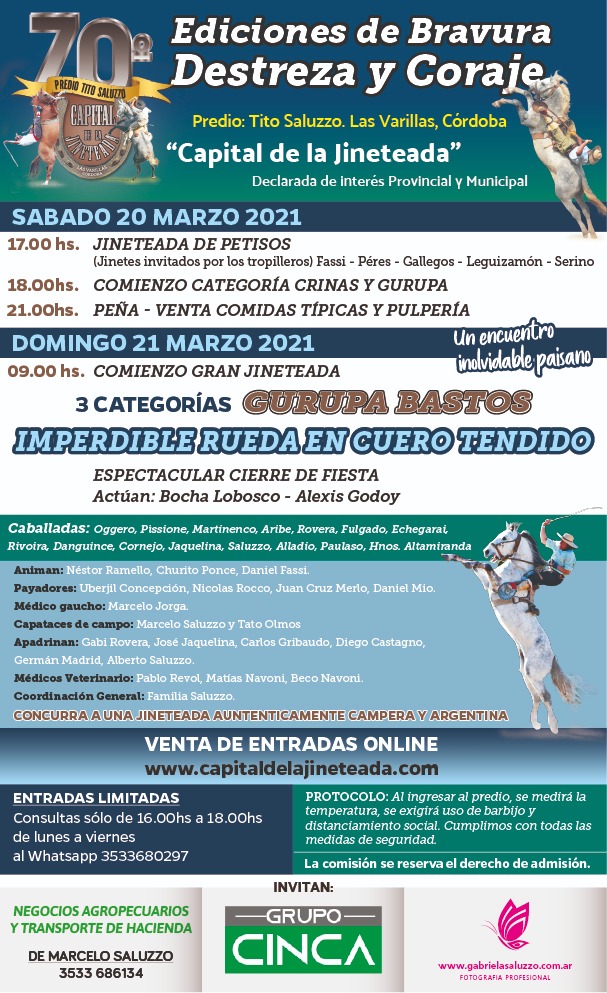 70º
PREDIO TITO SALUZZO
CAPITAL
DE LA
JINETEADA
LAS VARILLAS
CÓRDOBA
Ediciones de Bravura
Destreza y Coraje
Predio: Tito Saluzzo. Las Varillas, Córdoba
“Capital de la Jineteada”
Declarada de interés Provincial y Municipal
SABADO 20 MARZO 2021
17.00 hs. JINETEADA DE PETISOS
(Jinetes invitados por los tropilleros) Fassi - Péres - Gallegos - Leguizamón - Serino
18.00hs. COMIENZO CATEGORÍA CRINAS Y GURUPA
21.00hs. PEÑA - VENTA COMIDAS TÍPICAS Y PULPERÍA
DOMINGO 21 MARZO 2021
Un encuentro
inolvidable paisano
09.00 hs. COMIENZO GRAN JINETEADA
3 CATEGORÍAS GURUPA BASTOS
IMPERDIBLE RUEDA EN CUERO TENDIDO
ESPECTACULAR CIERRE DE FIESTA
Actúan: Bocha Lobosco - Alexis Godoy
Caballadas: Oggero, Pissione, Martinenco, Aribe, Rovera, Fulgado, Echegarai,
Rivoira, Danguince, Cornejo, Jaquelina, Saluzzo, Alladio, Paulaso, Hnos. Altamiranda
Animan: Néstor Ramello, Churito Ponce, Daniel Fassi.
Payadores: Uberjil Concepción, Nicolas Rocco, Juan Cruz Merlo, Daniel Mio.
Médico gaucho: Marcelo Jorga.
Capataces de campo: Marcelo Saluzzo y Tato Olmos
Apadrinan: Gabi Rovera, José Jaquelina, Carlos Gribaudo, Diego Castagno,
Germán Madrid, Alberto Saluzzo.
Médicos Veterinario: Pablo Revol, Matías Navoni, Beco Navoni.
Coordinación General: Familia Saluzzo.
CONCURRA A UNA JINETEADA AUNTENTICAMENTE CAMPERA Y ARGENTINA
VENTA DE ENTRADAS ONLINE
www.capitaldelajineteada.com
ENTRADAS LIMITADAS
Consultas sólo de 16.00hs a 18.00hs
de lunes a viernes
al Whatsapp 3533680297
PROTOCOLO: Al ingresar al predio, se medirá la
temperatura, se exigirá uso de barbijo y
distanciamiento social. Cumplimos con todas las
medidas de seguridad.
La comisión se reserva el derecho de admisión.
INVITAN:
NEGOCIOS AGROPECUARIOS
Y TRANSPORTE DE HACIENDA
DE MARCELO SALUZZO
3533 686134
GRUPO
CINCA
www.gabrielasaluzzo.com.ar
FOTOGRAFIA PROFESIONAL